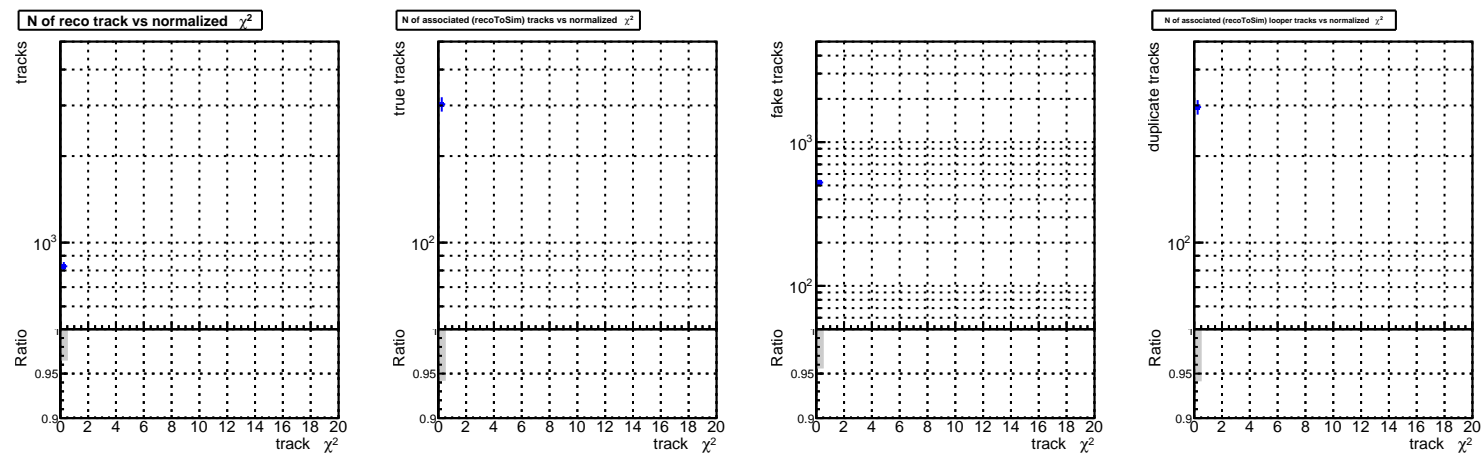 N of reco track vs normalized χ²
tracks
10³
Ratio
1
0.95
0.9
0 2 4 6 8 10 12 14 16 18 20
track χ²
N of associated (recoToSim) tracks vs normalized χ²
true tracks
10²
Ratio
1
0.95
0.9
0 2 4 6 8 10 12 14 16 18 20
track χ²
fake tracks
10³
10²
Ratio
1
0.95
0.9
0 2 4 6 8 10 12 14 16 18 20
track χ²
N of associated (recoToSim) looper tracks vs normalized χ²
duplicate tracks
10²
Ratio
1
0.95
0.9
0 2 4 6 8 10 12 14 16 18 20
track χ²